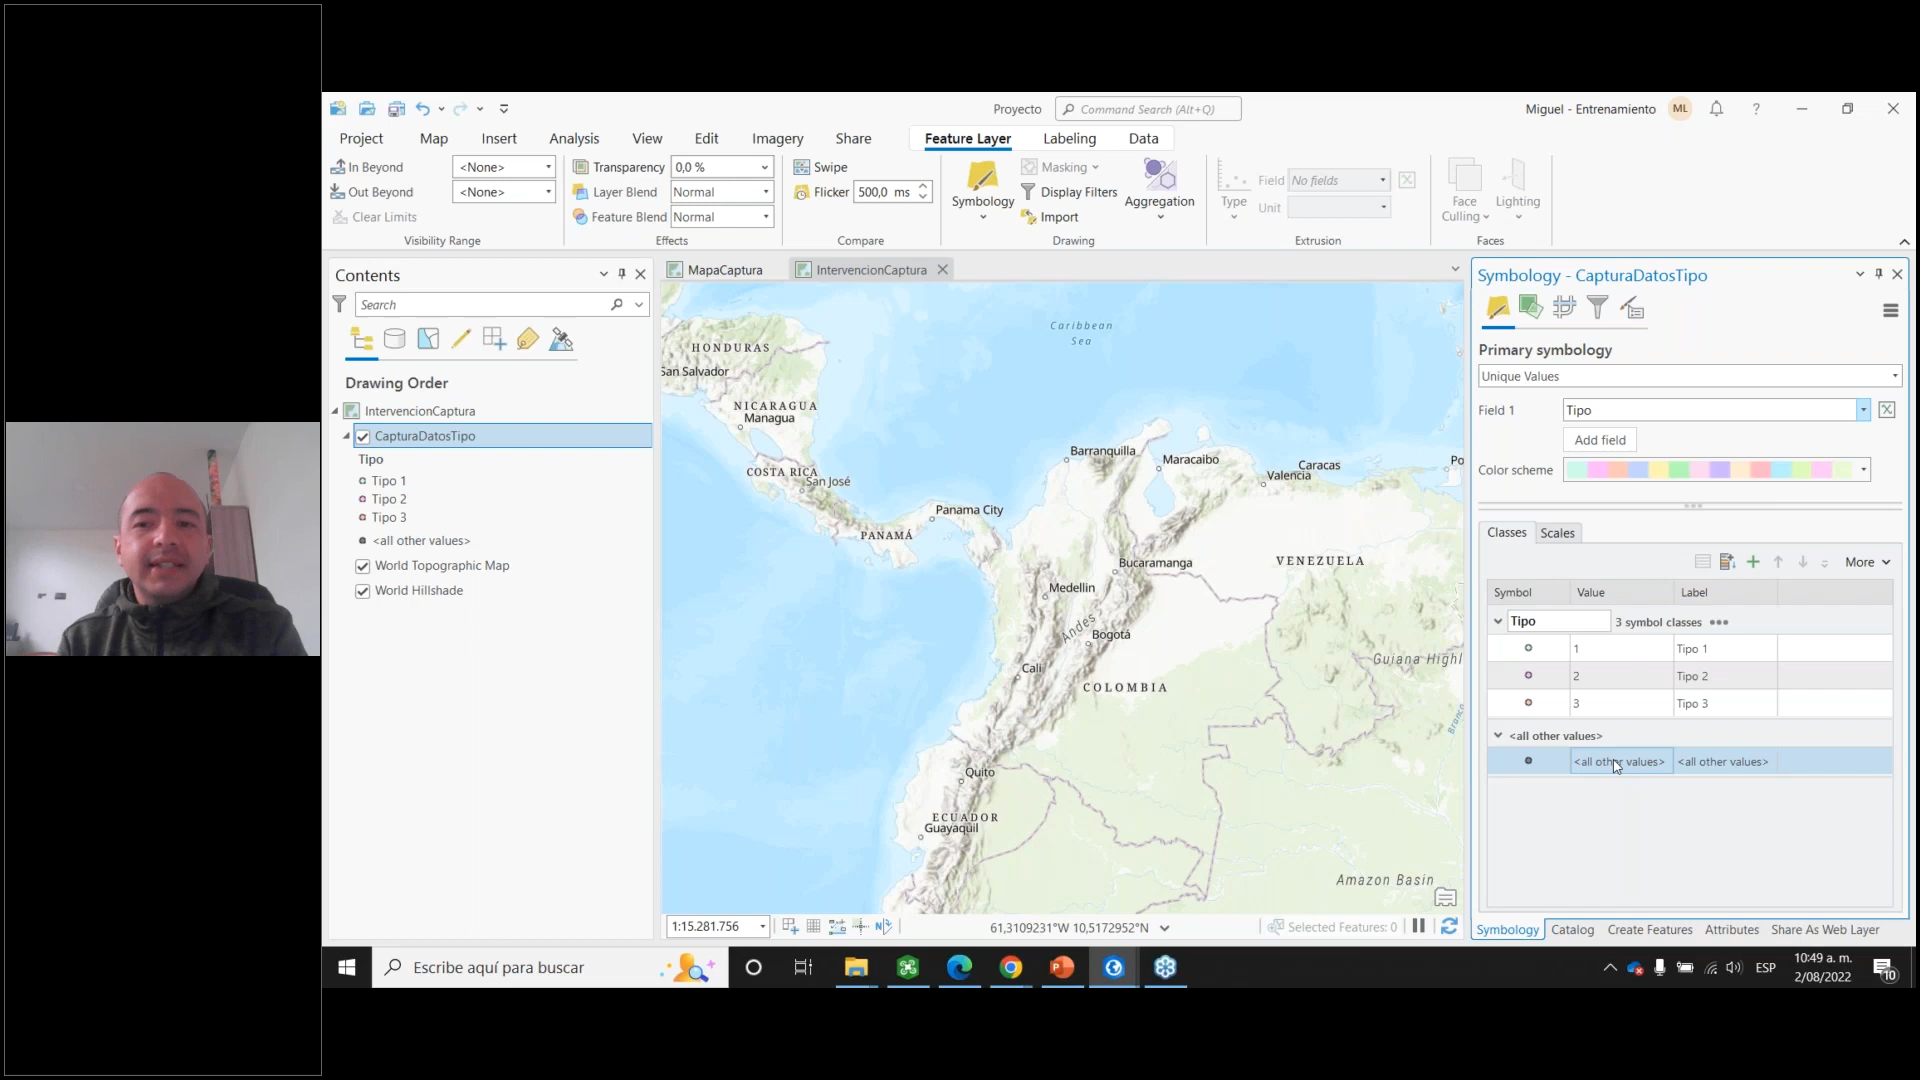 Proyecto
Command Search (Alt+Q)
Miguel - Entrenamiento
ML
?
Project
Map
Insert
Analysis
View
Edit
Imagery
Share
Feature Layer
Labeling
Data
In Beyond
<None>
Out Beyond
<None>
Clear Limits
Visibility Range
Transparency
0,0 %
Layer Blend
Normal
Feature Blend
Normal
Effects
Swipe
Flicker
500,0 ms
Compare
Symbology
Masking
Display Filters
Import
Aggregation
Drawing
Type
Field
No fields
Unit
Extrusion
Face
Culling
Lighting
Faces
Contents
Search
Drawing Order
IntervencionCaptura
CapturaDatosTipo
Tipo
Tipo 1
Tipo 2
Tipo 3
<all other values>
World Topographic Map
World Hillshade
MapaCaptura
IntervencionCaptura
Caribbean
Sea
HONDURAS
San Salvador
NICARAGUA
Managua
COSTA RICA
San José
Panama City
PANAMÁ
Barranquilla
Maracaibo
Caracas
Valencia
Po
Bucaramanga
VENEZUELA
Medellin
Andes
Bogotá
Cali
Guiana Highl
COLOMBIA
Branco
Quito
ECUADOR
Guayaquil
Amazon Basin
1:15.281.756
61,3109231°W 10,5172952°N
Selected Features: 0
Symbology - CapturaDatosTipo
Primary symbology
Unique Values
Field 1
Tipo
Add field
Color scheme
Classes
Scales
More
Symbol
Value
Label
Tipo
3 symbol classes
1
Tipo 1
2
Tipo 2
3
Tipo 3
<all other values>
<all other values>
<all other values>
Symbology
Catalog
Create Features
Attributes
Share As Web Layer
Escribe aquí para buscar
ESP
10:49 a. m.
2/08/2022
10